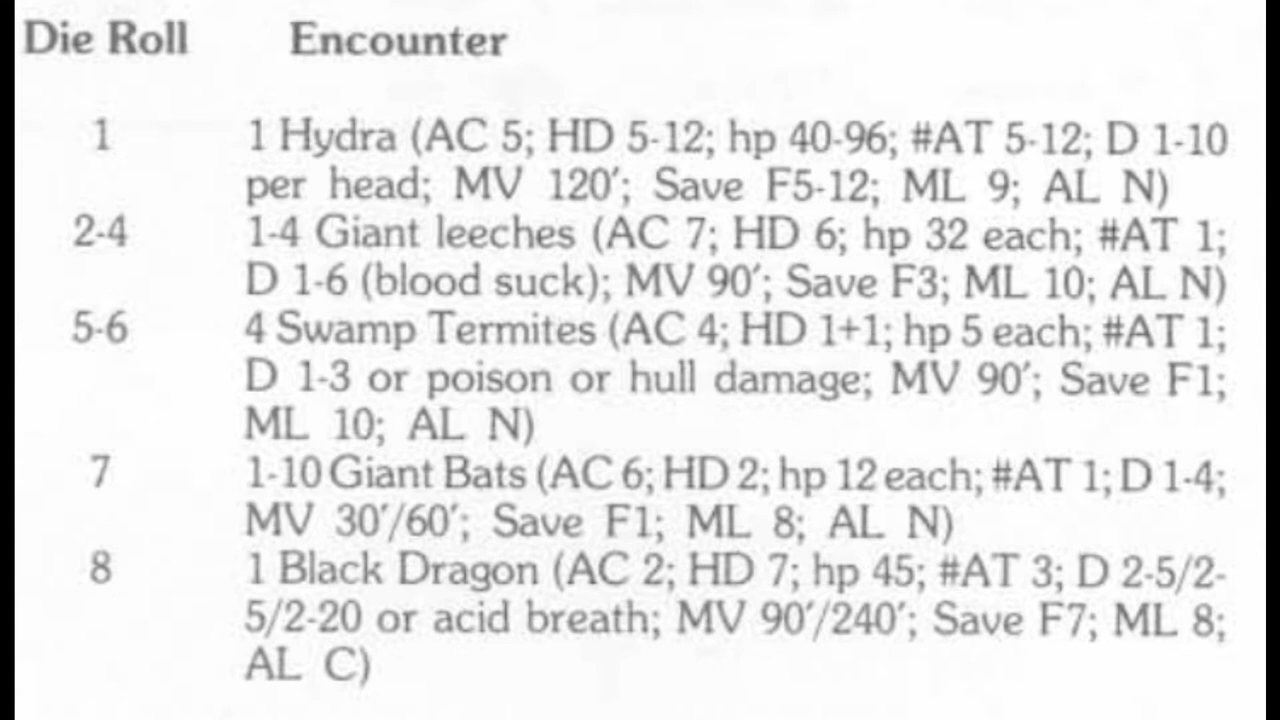 Die Roll Encounter
1 1 Hydra (AC 5; HD 5-12; hp 40-96; #AT 5-12; D 1-10
per head; MV 120′; Save F5-12; ML 9; AL N)
2-4 1-4 Giant leeches (AC 7; HD 6; hp 32 each; #AT 1;
D 1-6 (blood suck); MV 90′; Save F3; ML 10; AL N)
5-6 4 Swamp Termites (AC 4; HD 1+1; hp 5 each; #AT 1;
D 1-3 or poison or hull damage; MV 90′; Save F1;
ML 10; AL N)
7 1-10 Giant Bats (AC 6; HD 2; hp 12 each; #AT 1; D 1-4;
MV 30′/60′; Save F1; ML 8; AL N)
8 1 Black Dragon (AC 2; HD 7; hp 45; #AT 3; D 2-5/2-
5/2-20 or acid breath; MV 90′/240′; Save F7; ML 8;
AL C)